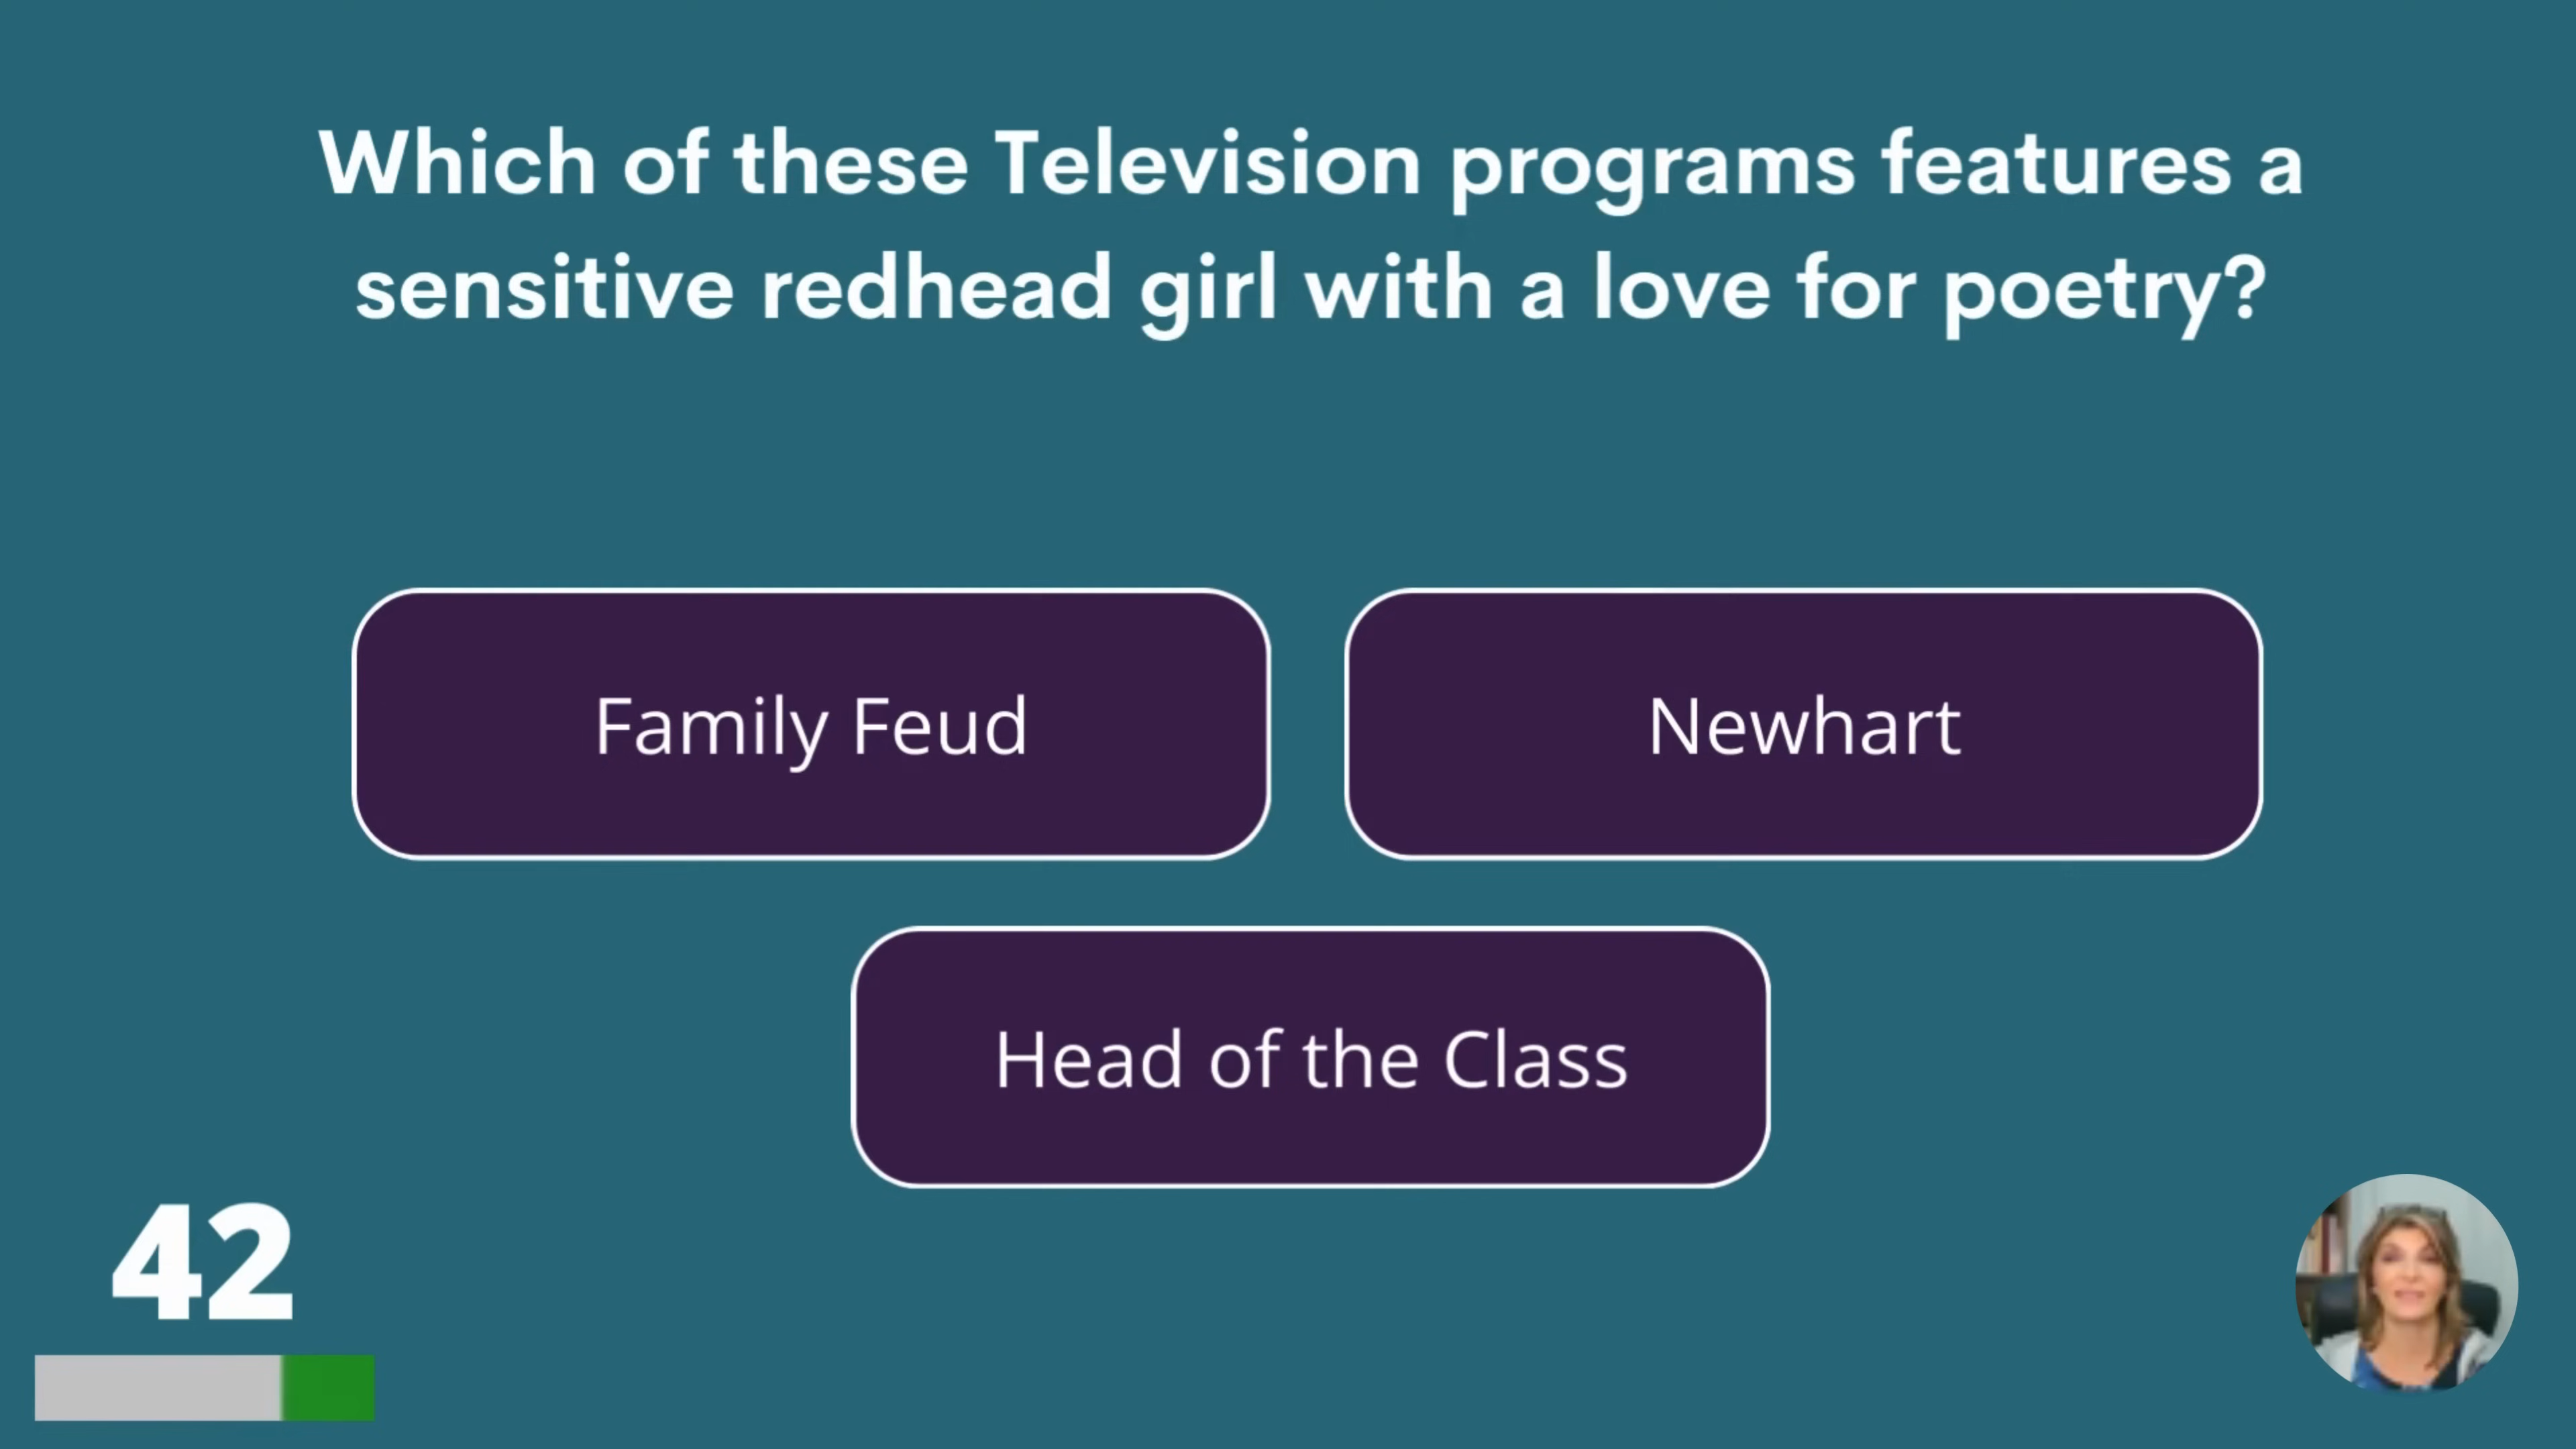 Which of these Television programs features a
sensitive redhead girl with a love for poetry?
Family Feud
Newhart
Head of the Class
42